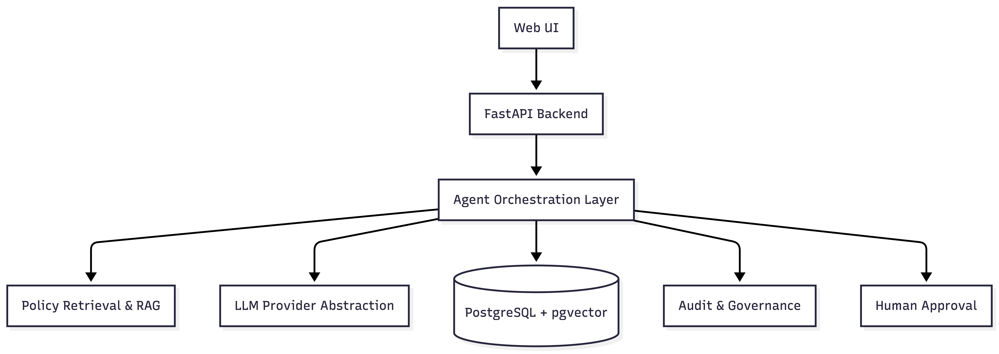 Web UI
FastAPI Backend
Agent Orchestration Layer
Policy Retrieval & RAG
LLM Provider Abstraction
PostgreSQL + pgvector
Audit & Governance
Human Approval